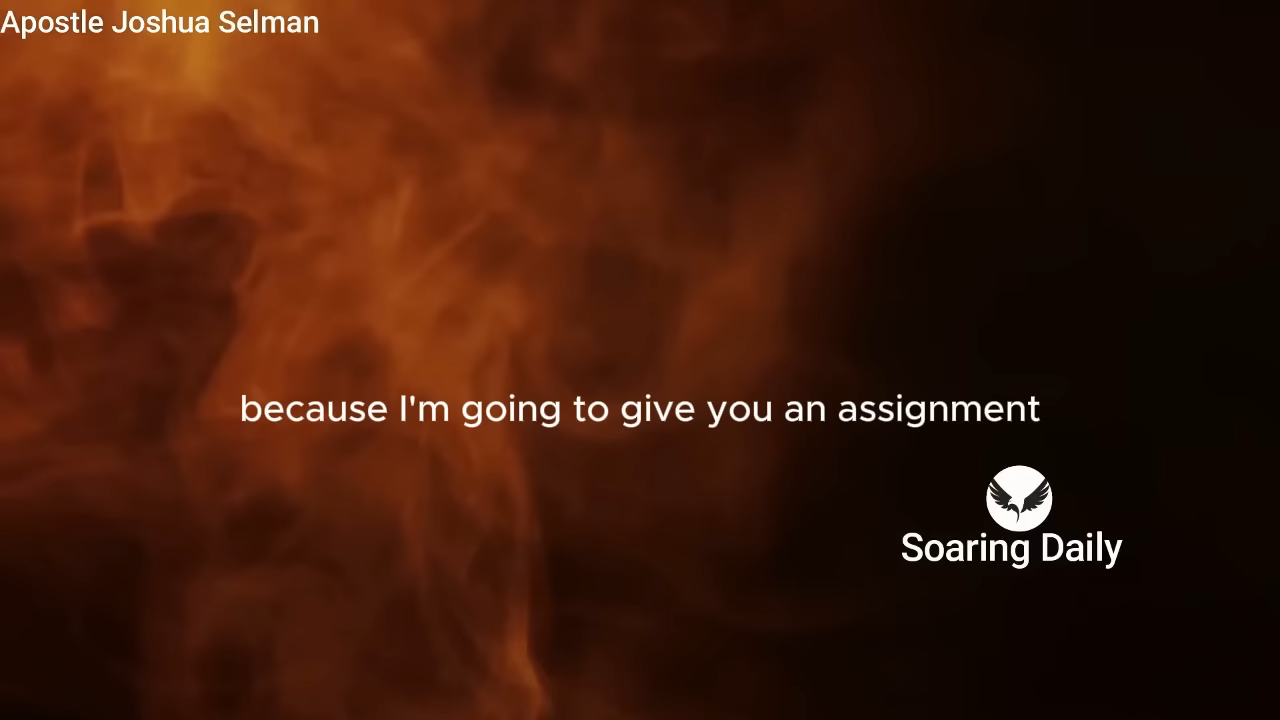 Apostle Joshua Selman
because I'm going to give you an assignment
Soaring Daily